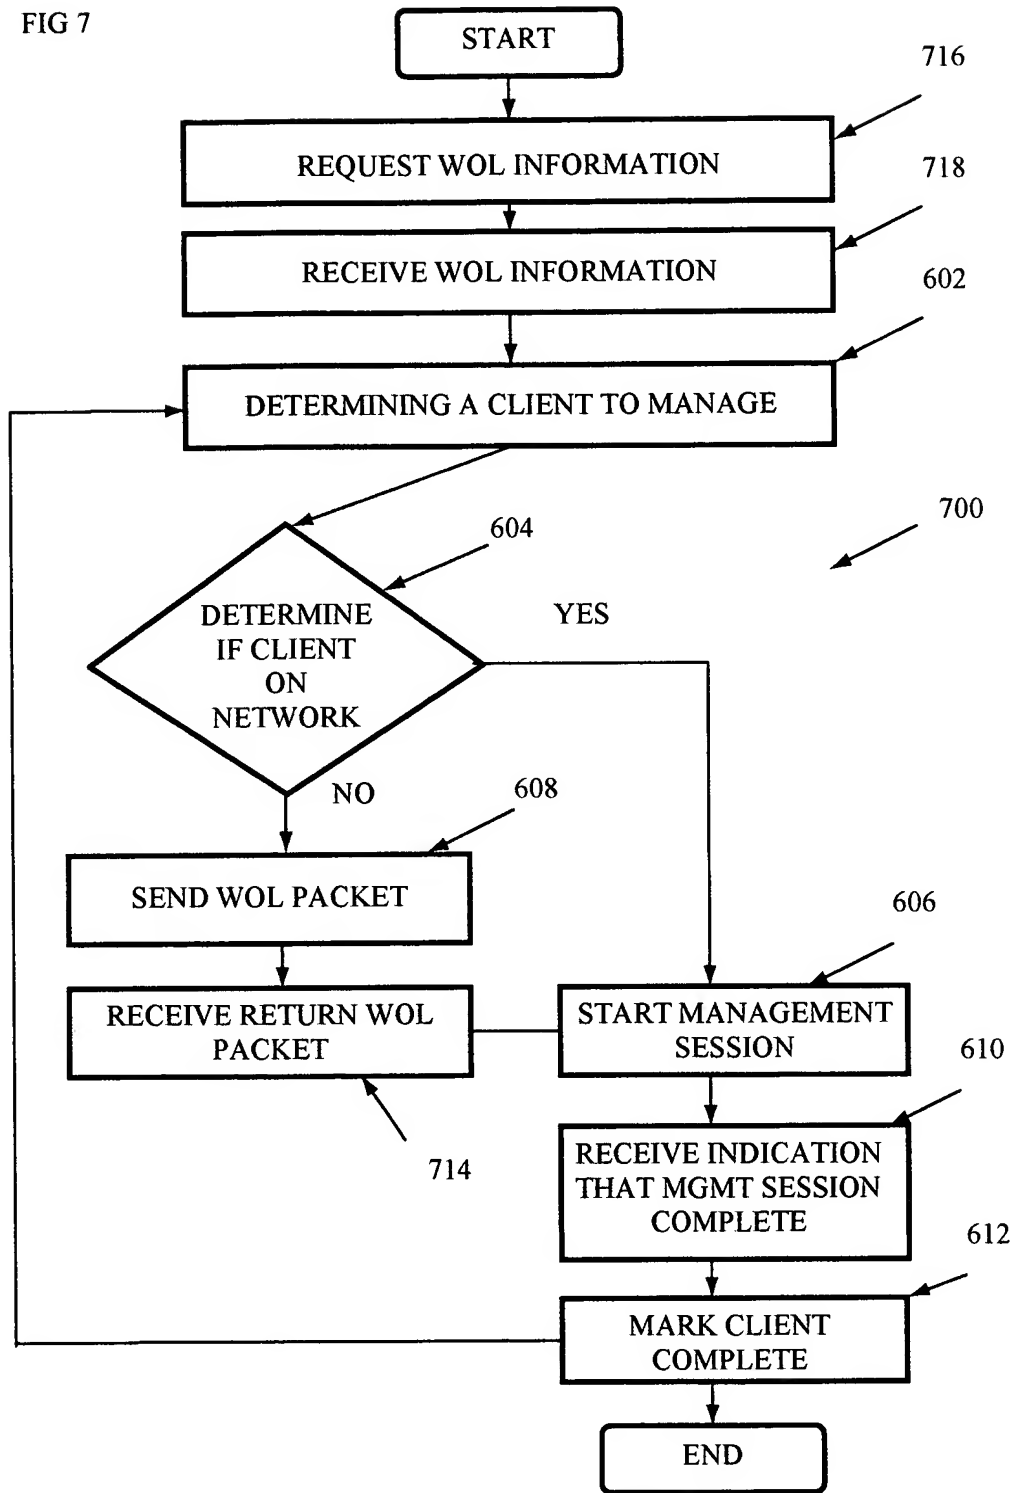 FIG 7
START
716
REQUEST WOL INFORMATION
718
RECEIVE WOL INFORMATION
602
DETERMINING A CLIENT TO MANAGE
700
604
DETERMINE
IF CLIENT
ON
NETWORK
YES
NO
608
SEND WOL PACKET
606
RECEIVE RETURN WOL
PACKET
START MANAGEMENT
SESSION
714
610
RECEIVE INDICATION
THAT MGMT SESSION
COMPLETE
612
MARK CLIENT
COMPLETE
END